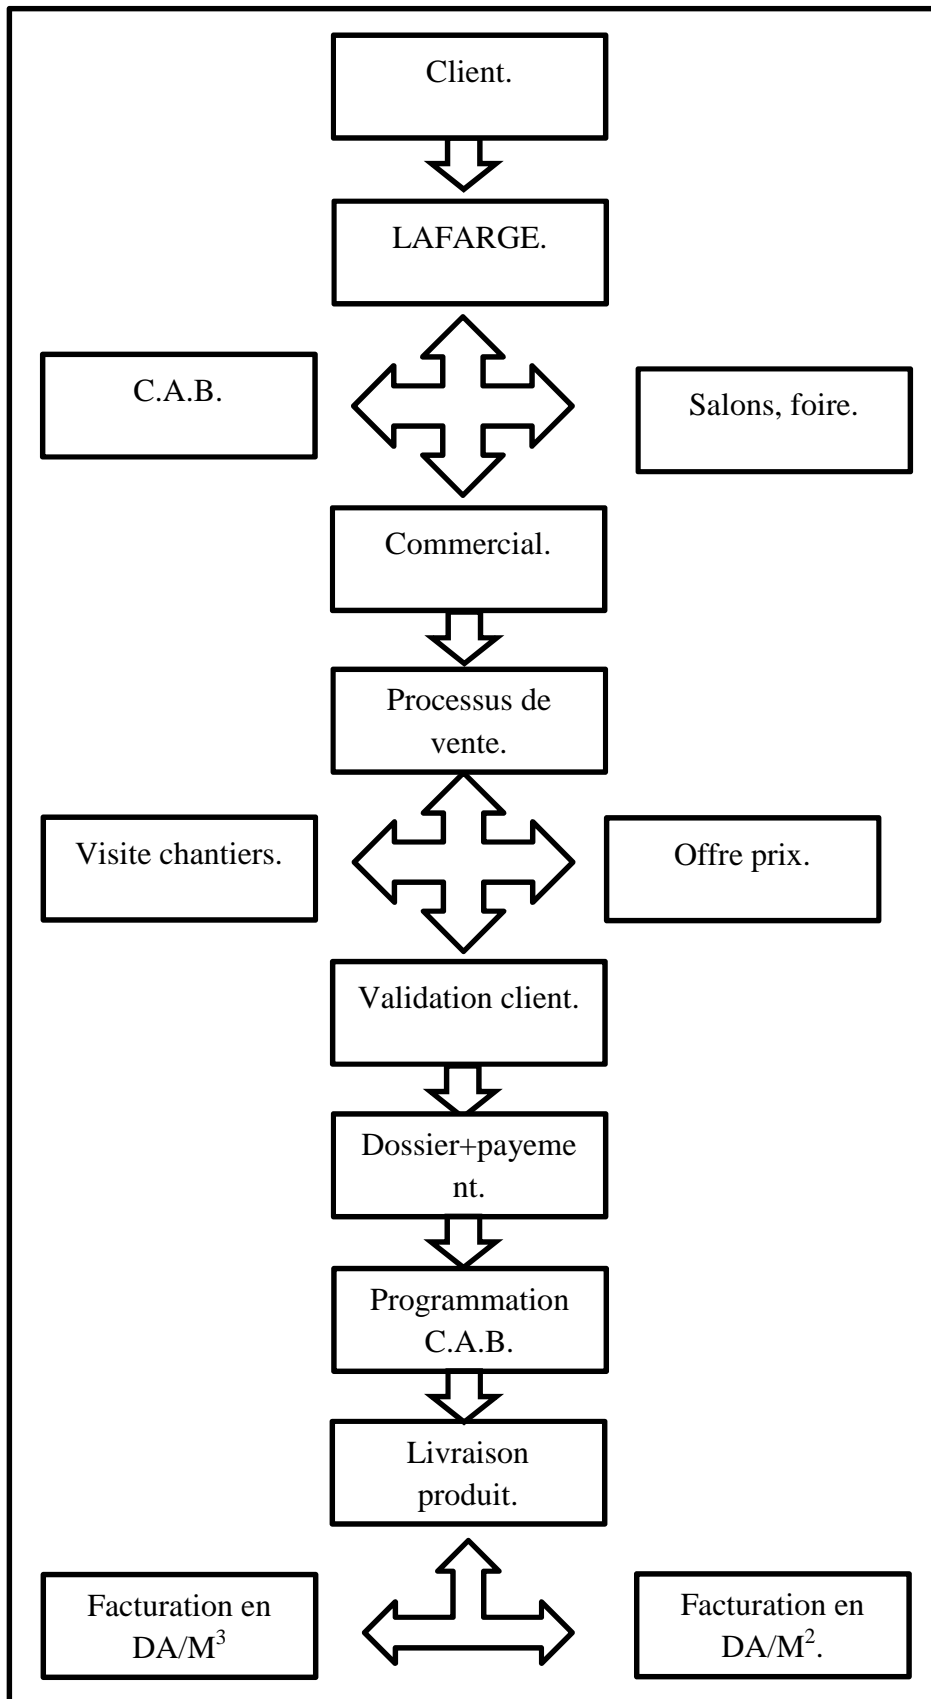 Client.
LAFARGE.
C.A.B.
Salons, foire.
Commercial.
Processus de
vente.
Visite chantiers.
Offre prix.
Validation client.
Dossier+payeme
nt.
Programmation
C.A.B.
Livraison
produit.
Facturation en
DA/M³
Facturation en
DA/M².